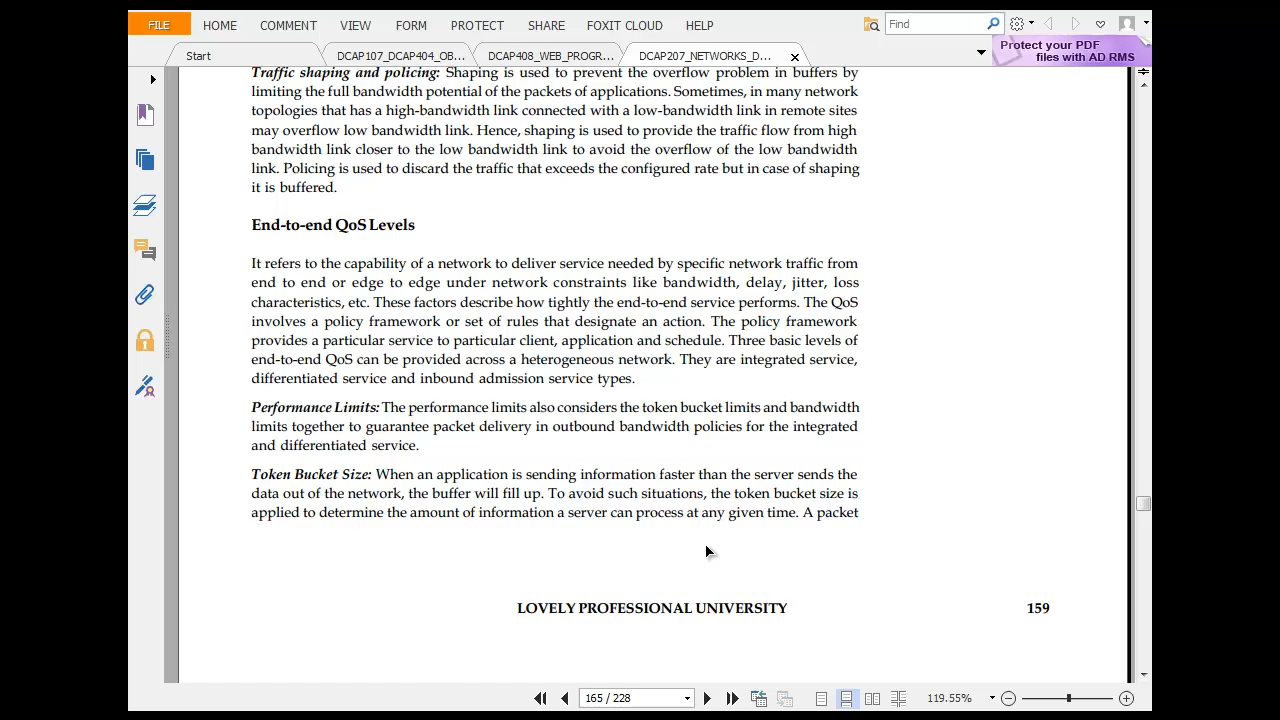 FILE HOME COMMENT VIEW FORM PROTECT SHARE FOXIT CLOUD HELP Find
Start DCAP107_DCAP404_OB... DCAP408_WEB_PROGR... DCAP207_NETWORKS_D... Protect your PDF
files with AD RMS
Traffic shaping and policing: Shaping is used to prevent the overflow problem in buffers by
limiting the full bandwidth potential of the packets of applications. Sometimes, in many network
topologies that has a high-bandwidth link connected with a low-bandwidth link in remote sites
may overflow low bandwidth link. Hence, shaping is used to provide the traffic flow from high
bandwidth link closer to the low bandwidth link to avoid the overflow of the low bandwidth
link. Policing is used to discard the traffic that exceeds the configured rate but in case of shaping
it is buffered.
End-to-end QoS Levels
It refers to the capability of a network to deliver service needed by specific network traffic from
end to end or edge to edge under network constraints like bandwidth, delay, jitter, loss
characteristics, etc. These factors describe how tightly the end-to-end service performs. The QoS
involves a policy framework or set of rules that designate an action. The policy framework
provides a particular service to particular client, application and schedule. Three basic levels of
end-to-end QoS can be provided across a heterogeneous network. They are integrated service,
differentiated service and inbound admission service types.
Performance Limits: The performance limits also considers the token bucket limits and bandwidth
limits together to guarantee packet delivery in outbound bandwidth policies for the integrated
and differentiated service.
Token Bucket Size: When an application is sending information faster than the server sends the
data out of the network, the buffer will fill up. To avoid such situations, the token bucket size is
applied to determine the amount of information a server can process at any given time. A packet
LOVELY PROFESSIONAL UNIVERSITY 159
165 / 228 119.55%